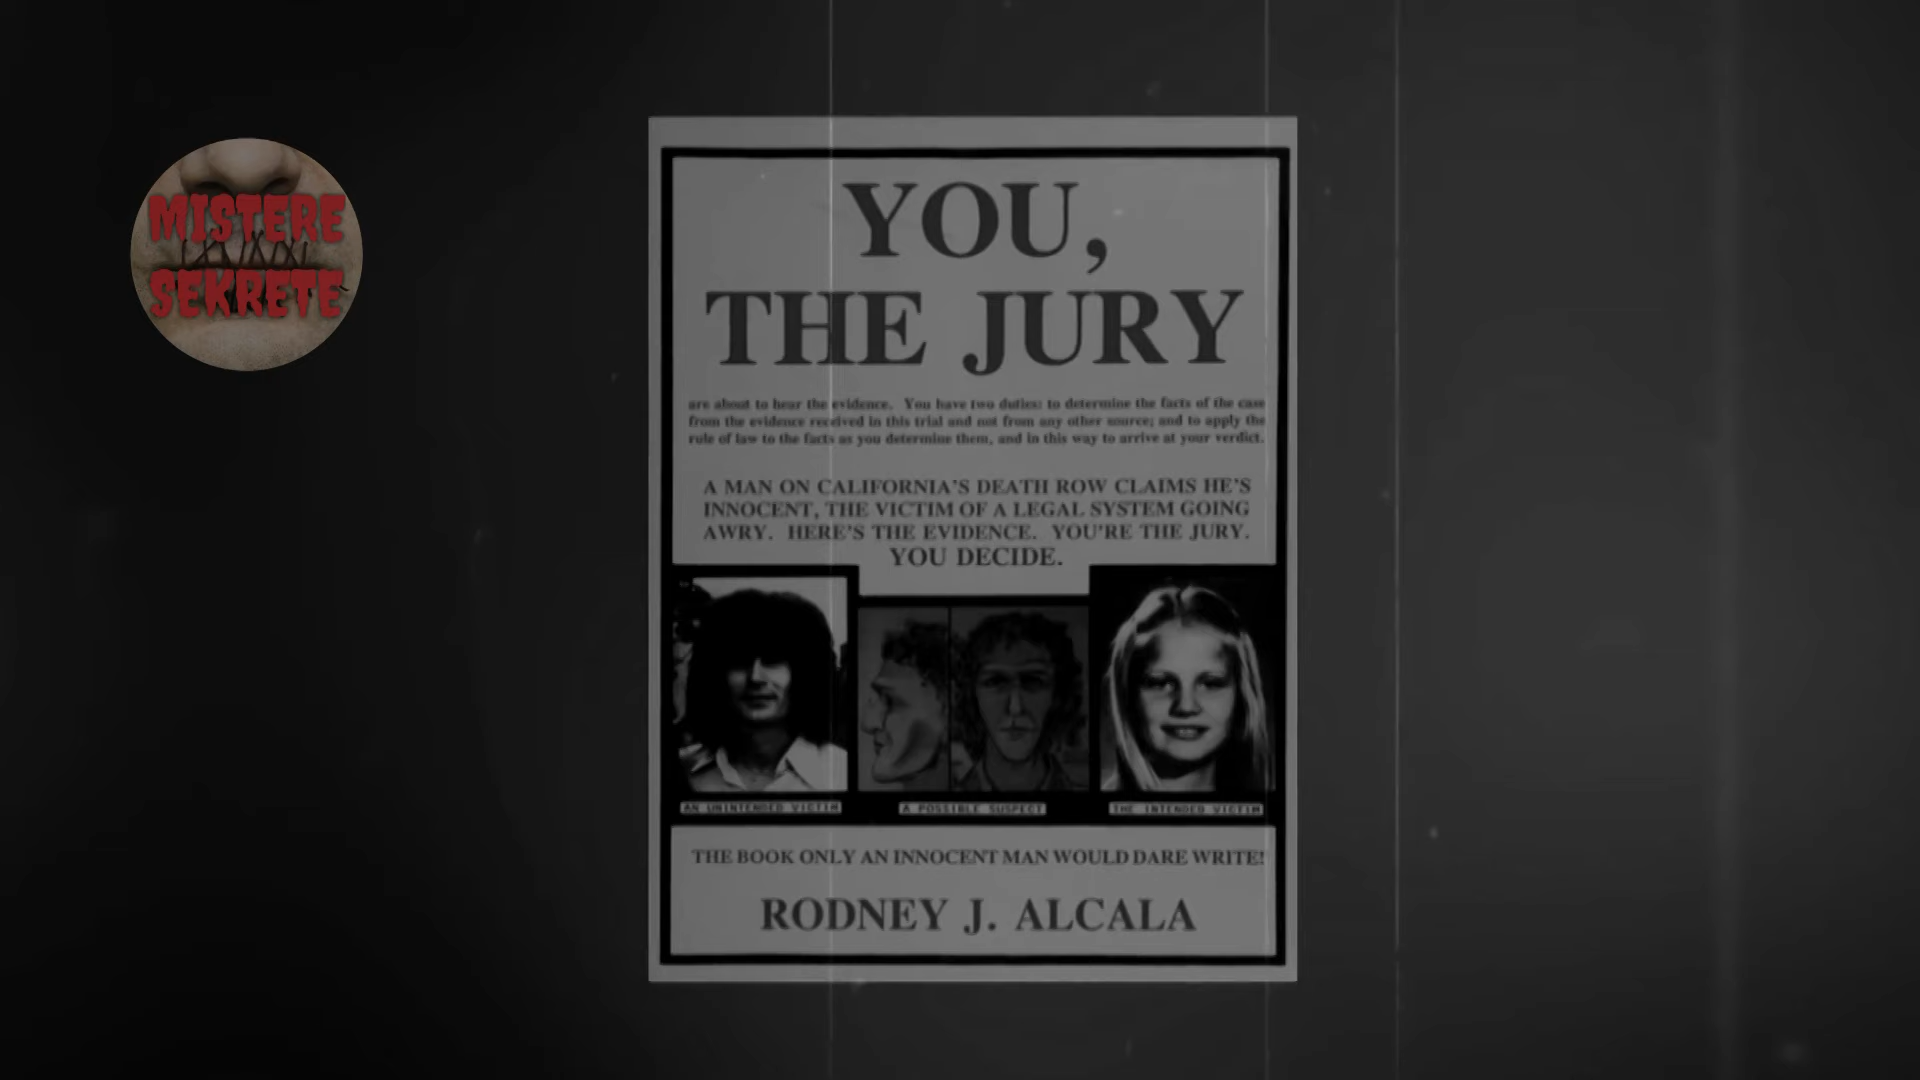 MISTERE
SEKRETE
YOU,
THE JURY
are about to hear the evidence. You have two duties: to determine the facts of the case
from the evidence received in this trial and not from any other source; and to apply the
rule of law to the facts as you determine them, and in this way to arrive at your verdict.
A MAN ON CALIFORNIA'S DEATH ROW CLAIMS HE'S
INNOCENT, THE VICTIM OF A LEGAL SYSTEM GOING
AWRY. HERE'S THE EVIDENCE. YOU'RE THE JURY.
YOU DECIDE.
AN UNINTENDED VICTIM
A POSSIBLE SUSPECT
THE INTENDED VICTIM
THE BOOK ONLY AN INNOCENT MAN WOULD DARE WRITE!
RODNEY J. ALCALA